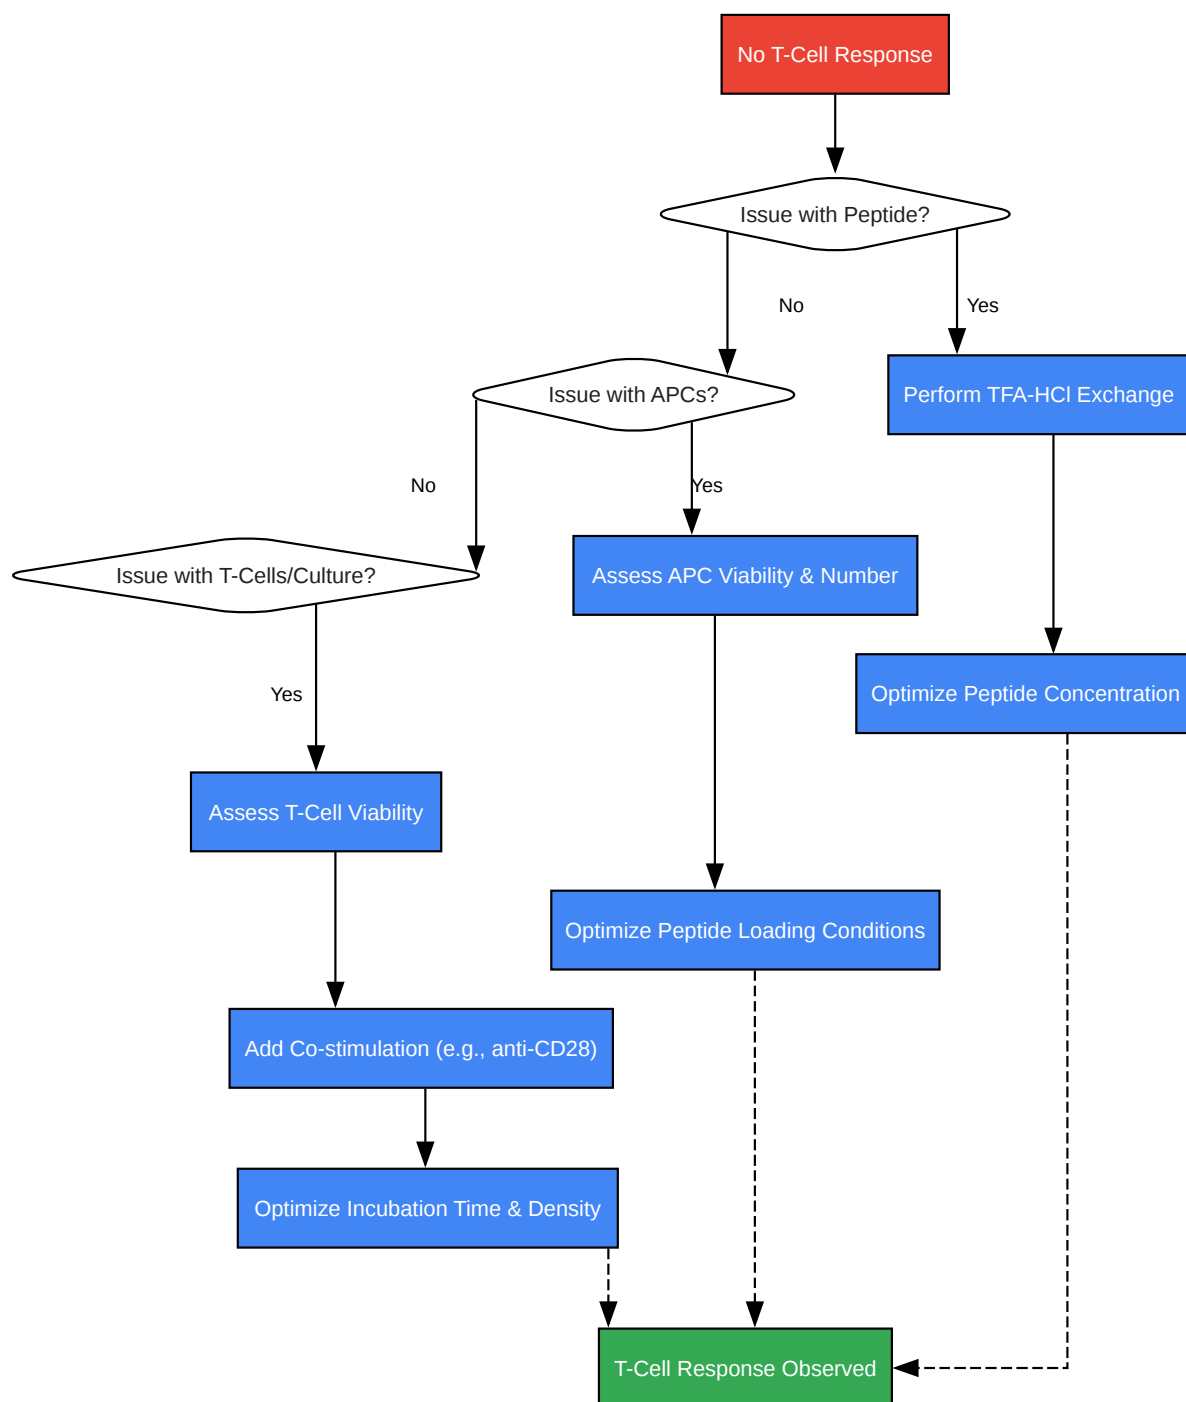 No T-Cell Response
Issue with Peptide?
No
Yes
Issue with APCs?
Perform TFA-HCl Exchange
No
Yes
Issue with T-Cells/Culture?
Assess APC Viability & Number
Yes
Optimize Peptide Concentration
Assess T-Cell Viability
Optimize Peptide Loading Conditions
Add Co-stimulation (e.g., anti-CD28)
Optimize Incubation Time & Density
T-Cell Response Observed